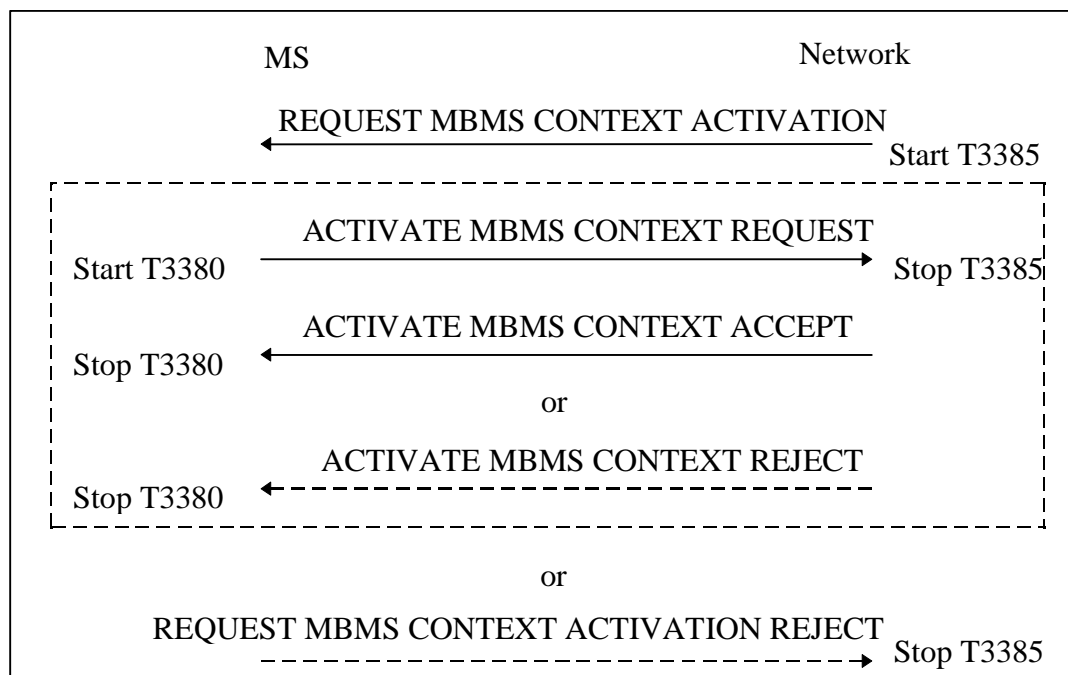 MS Network
REQUEST MBMS CONTEXT ACTIVATION
Start T3385
ACTIVATE MBMS CONTEXT REQUEST
Start T3380 Stop T3385
ACTIVATE MBMS CONTEXT ACCEPT
Stop T3380
or
ACTIVATE MBMS CONTEXT REJECT
Stop T3380
or
REQUEST MBMS CONTEXT ACTIVATION REJECT
Stop T3385